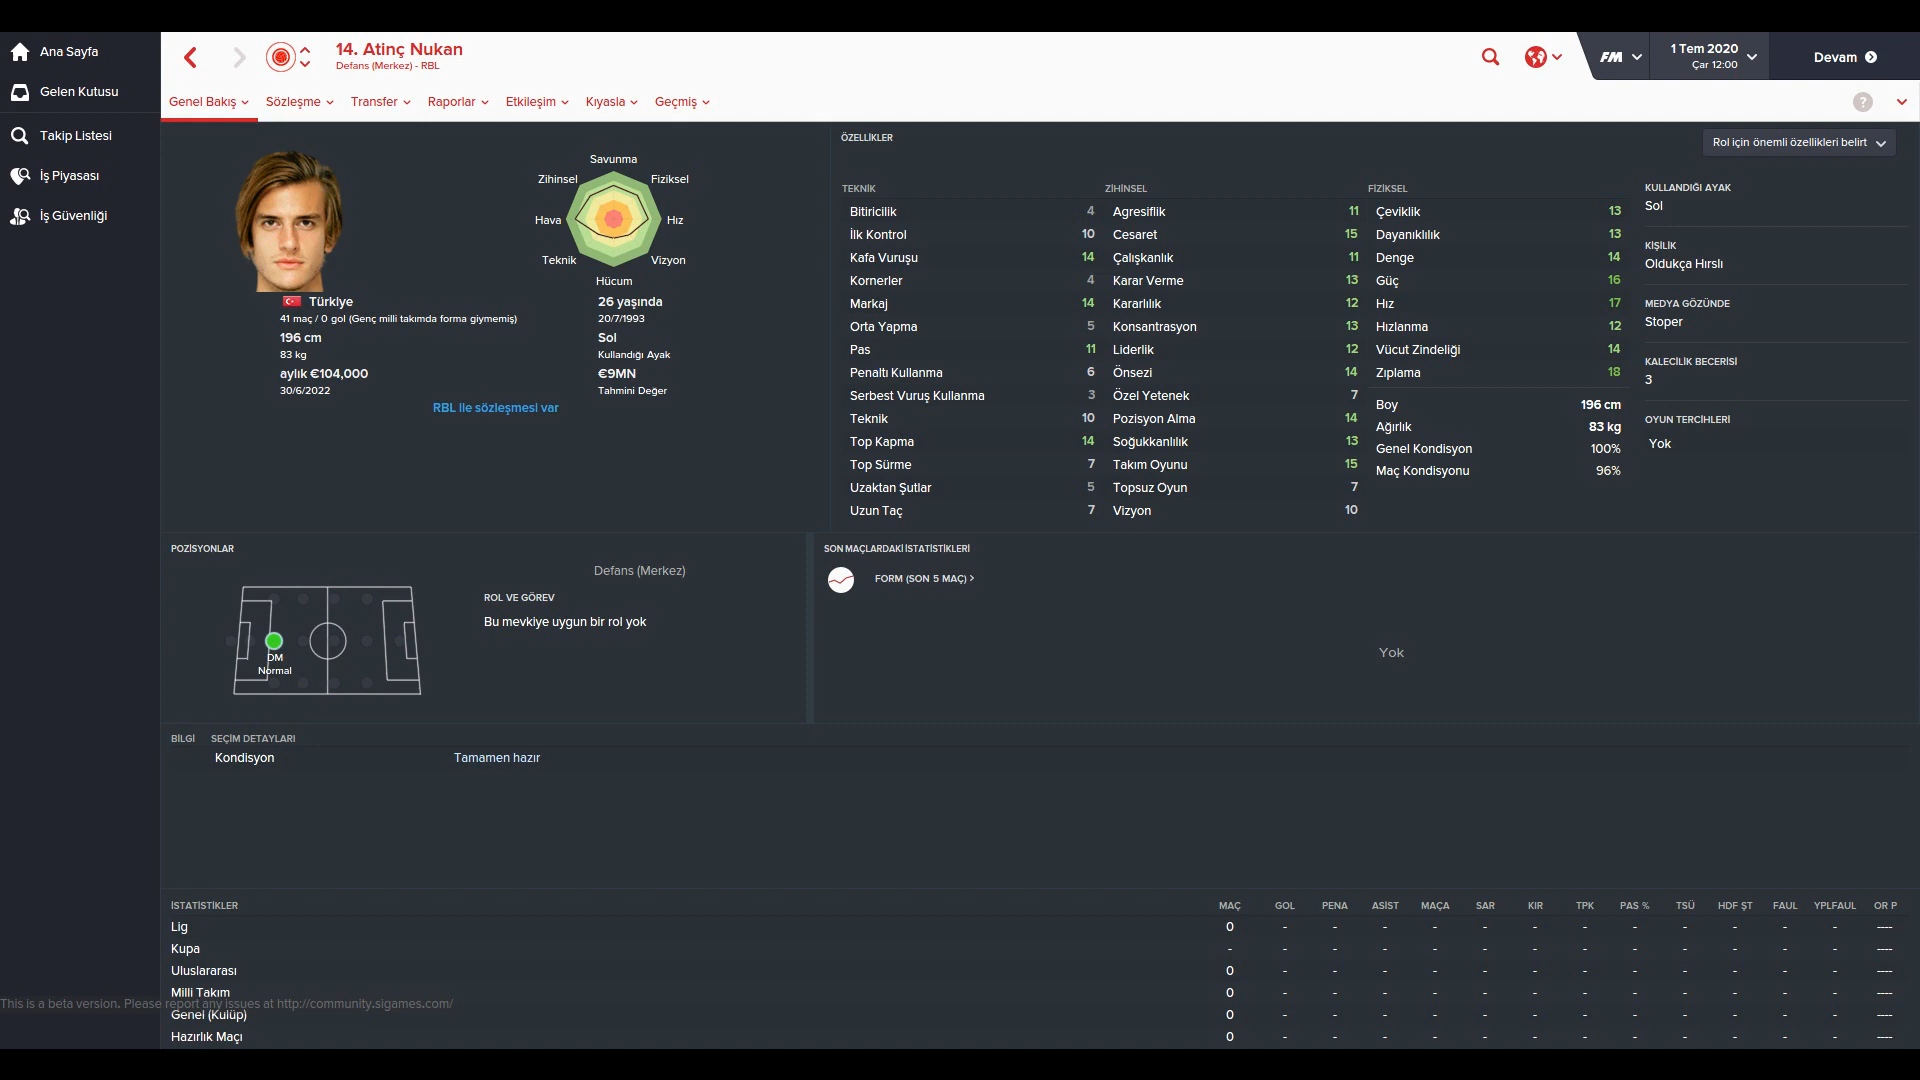 Ana Sayfa
Gelen Kutusu
Takip Listesi
İş Piyasası
İş Güvenliği
14. Atinç Nukan
Defans (Merkez) - RBL
FM
1 Tem 2020
Çar 12:00
Devam
Genel Bakış
Sözleşme
Transfer
Raporlar
Etkileşim
Kıyasla
Geçmiş
?
Savunma
Zihinsel
Fiziksel
Hava
Hız
Teknik
Vizyon
Hücum
Türkiye
41 maç / 0 gol (Genç milli takımda forma giymemiş)
196 cm
83 kg
aylık €104,000
30/6/2022
26 yaşında
20/7/1993
Sol
Kullandığı Ayak
€9MN
Tahmini Değer
RBL ile sözleşmesi var
ÖZELLİKLER
Rol için önemli özellikleri belirt
TEKNİK
Bitiricilik 4
İlk Kontrol 10
Kafa Vuruşu 14
Kornerler 4
Markaj 14
Orta Yapma 5
Pas 11
Penaltı Kullanma 6
Serbest Vuruş Kullanma 3
Teknik 10
Top Kapma 14
Top Sürme 7
Uzaktan Şutlar 5
Uzun Taç 7
ZİHİNSEL
Agresiflik 11
Cesaret 15
Çalışkanlık 11
Karar Verme 13
Kararlılık 12
Konsantrasyon 13
Liderlik 12
Önsezi 14
Özel Yetenek 7
Pozisyon Alma 14
Soğukkanlılık 13
Takım Oyunu 15
Topsuz Oyun 7
Vizyon 10
FİZİKSEL
Çeviklik 13
Dayanıklılık 13
Denge 14
Güç 16
Hız 17
Hızlanma 12
Vücut Zindeliği 14
Zıplama 18
Boy 196 cm
Ağırlık 83 kg
Genel Kondisyon 100%
Maç Kondisyonu 96%
KULLANDIĞI AYAK
Sol
KİŞİLİK
Oldukça Hırslı
MEDYA GÖZÜNDE
Stoper
KALECİLİK BECERİSİ
3
OYUN TERCİHLERİ
Yok
POZİSYONLAR
DM
Normal
Defans (Merkez)
ROL VE GÖREV
Bu mevkiye uygun bir rol yok
SON MAÇLARDAKİ İSTATİSTİKLERİ
FORM (SON 5 MAÇ) >
Yok
BİLGİ SEÇİM DETAYLARI
Kondisyon Tamamen hazır
İSTATİSTİKLER MAÇ GOL PENA ASİST MAÇA SAR KIR TPK PAS % TSÜ HDF ŞT FAUL YPLFAUL OR P
Lig 0 - - - - - - - - - - - - ----
Kupa - - - - - - - - - - - - - ----
Uluslararası 0 - - - - - - - - - - - - ----
Milli Takım 0 - - - - - - - - - - - - ----
This is a beta version. Please report any issues at http://community.sigames.com/
Genel (Kulüp) 0 - - - - - - - - - - - - ----
Hazırlık Maçı 0 - - - - - - - - - - - - ----